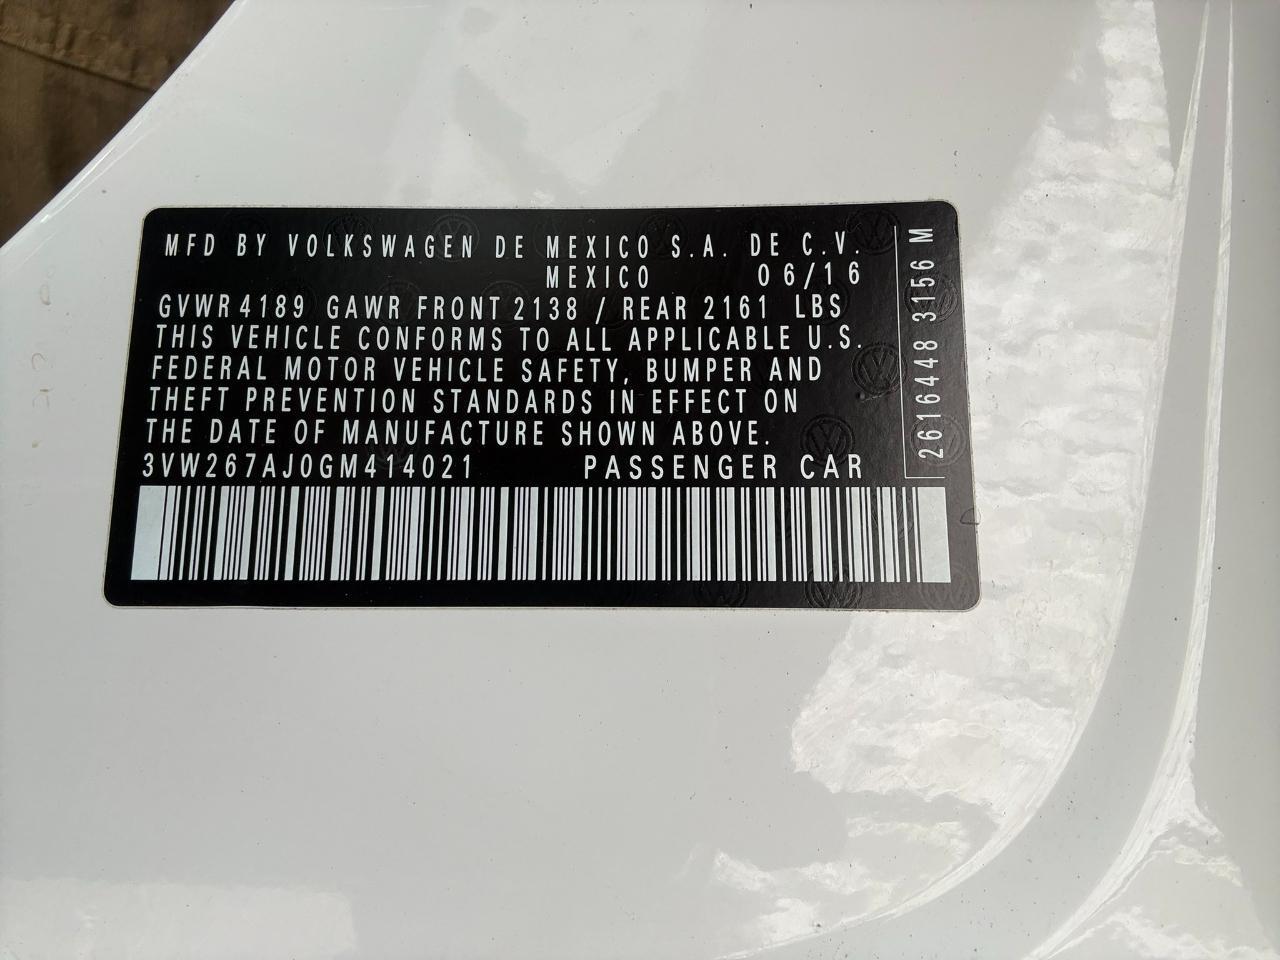 MFD BY VOLKSWAGEN DE MEXICO S.A. DE C.V.
MEXICO 06/16
GVWR 4189 GAWR FRONT 2138 / REAR 2161 LBS
THIS VEHICLE CONFORMS TO ALL APPLICABLE U.S.
FEDERAL MOTOR VEHICLE SAFETY, BUMPER AND
THEFT PREVENTION STANDARDS IN EFFECT ON
THE DATE OF MANUFACTURE SHOWN ABOVE.
3VW267AJ0GM414021 PASSENGER CAR
2616448 3156 M